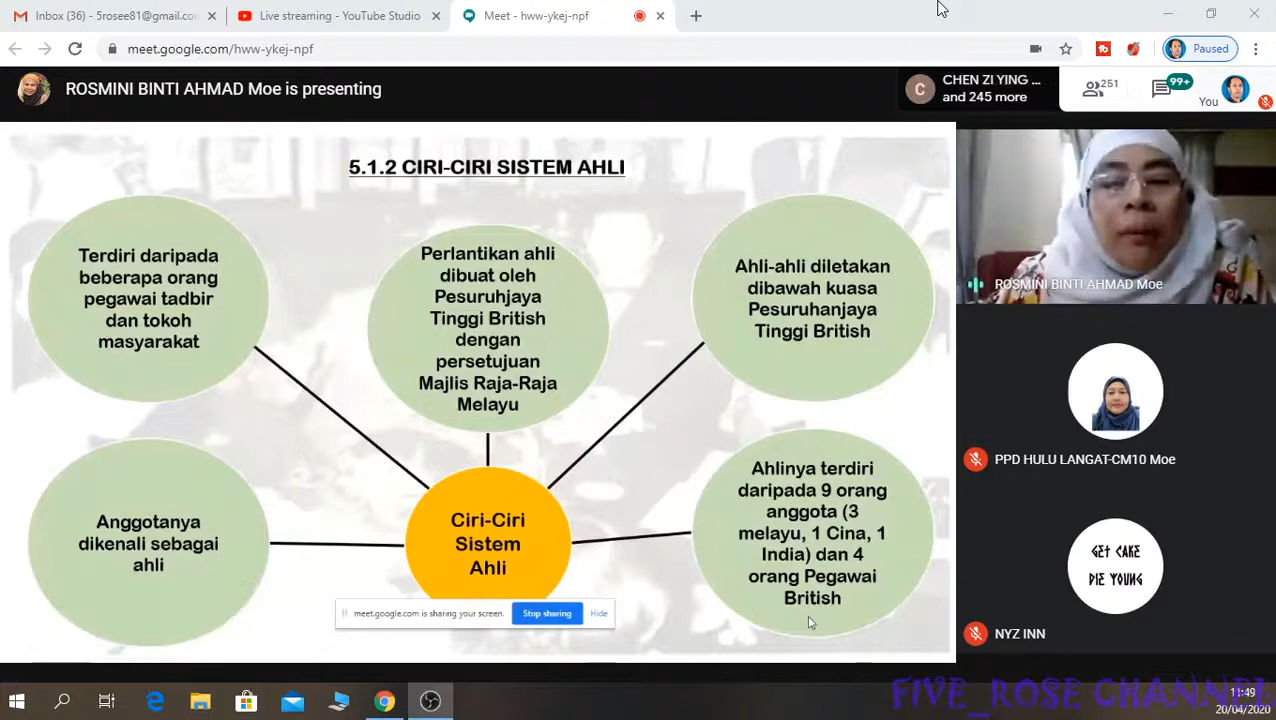 Inbox (36) - 5rosee81@gmail.co
Live streaming - YouTube Studio
Meet - hww-ykej-npf
meet.google.com/hww-ykej-npf
Paused
ROSMINI BINTI AHMAD Moe is presenting
C
CHEN ZI YING ...
and 245 more
251
99+
You
5.1.2 CIRI-CIRI SISTEM AHLI
Terdiri daripada
beberapa orang
pegawai tadbir
dan tokoh
masyarakat
Perlantikan ahli
dibuat oleh
Pesuruhjaya
Tinggi British
dengan
persetujuan
Majlis Raja-Raja
Melayu
Ahli-ahli diletakan
dibawah kuasa
Pesuruhanjaya
Tinggi British
Anggotanya
dikenali sebagai
ahli
Ciri-Ciri
Sistem
Ahli
Ahlinya terdiri
daripada 9 orang
anggota (3
melayu, 1 Cina, 1
India) dan 4
orang Pegawai
British
meet.google.com is sharing your screen.
Stop sharing
Hide
ROSMINI BINTI AHMAD Moe
PPD HULU LANGAT-CM10 Moe
GET CAKE
DIE YOUNG
NYZ INN
FIVE_ROSE CHANNEL
11:49
20/04/2020